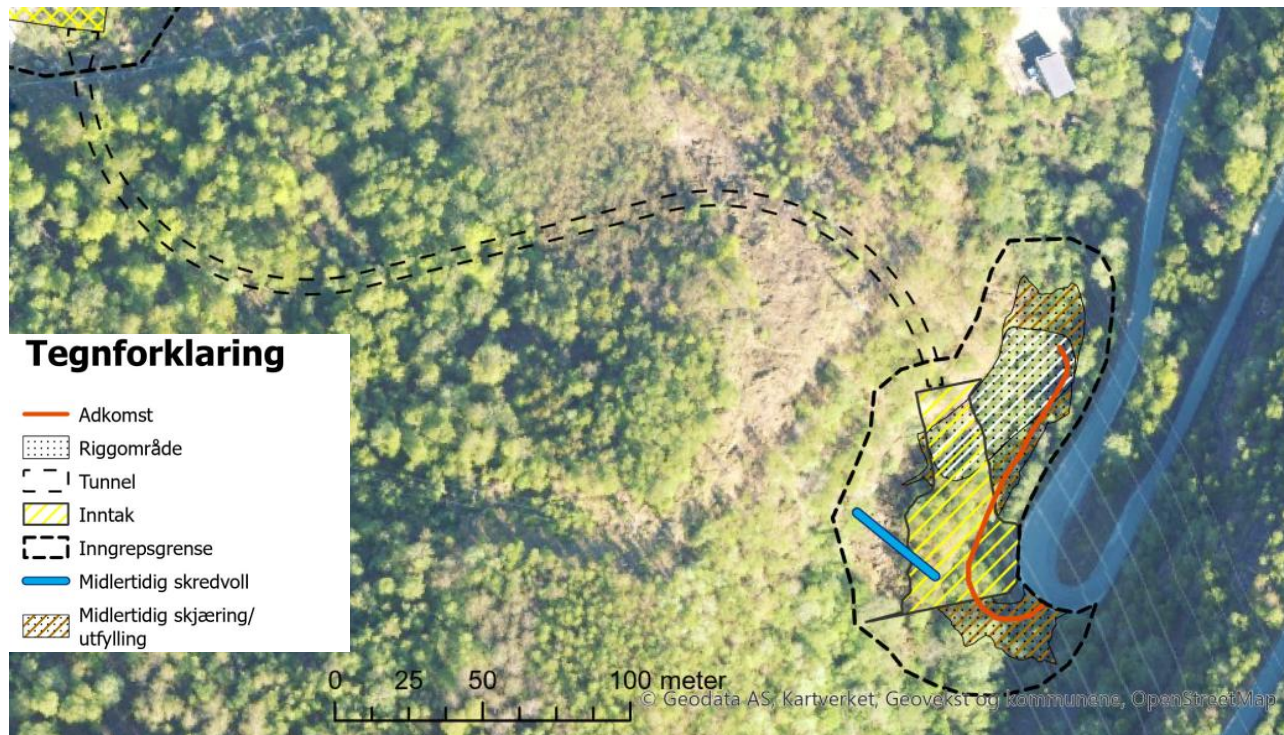 Tegnforklaring
Adkomst
Riggområde
Tunnel
Inntak
Inngrepsgrense
Midlertidig skredvoll
Midlertidig skjæring/
utfylling
0 25 50 100 meter
© Geodata AS, Kartverket, Geovekst og kommunene, OpenStreetMap